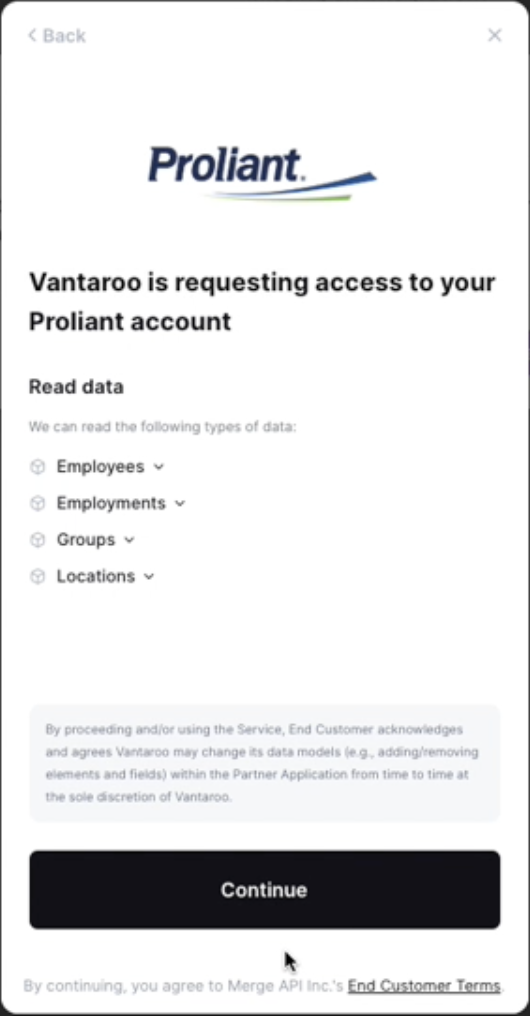 Back
Proliant.
Vantaroo is requesting access to your
Proliant account
Read data
We can read the following types of data:
Employees
Employments
Groups
Locations
By proceeding and/or using the Service, End Customer acknowledges
and agrees Vantaroo may change its data models (e.g., adding/removing
elements and fields) within the Partner Application from time to time at
the sole discretion of Vantaroo.
Continue
By continuing, you agree to Merge API Inc.'s End Customer Terms.